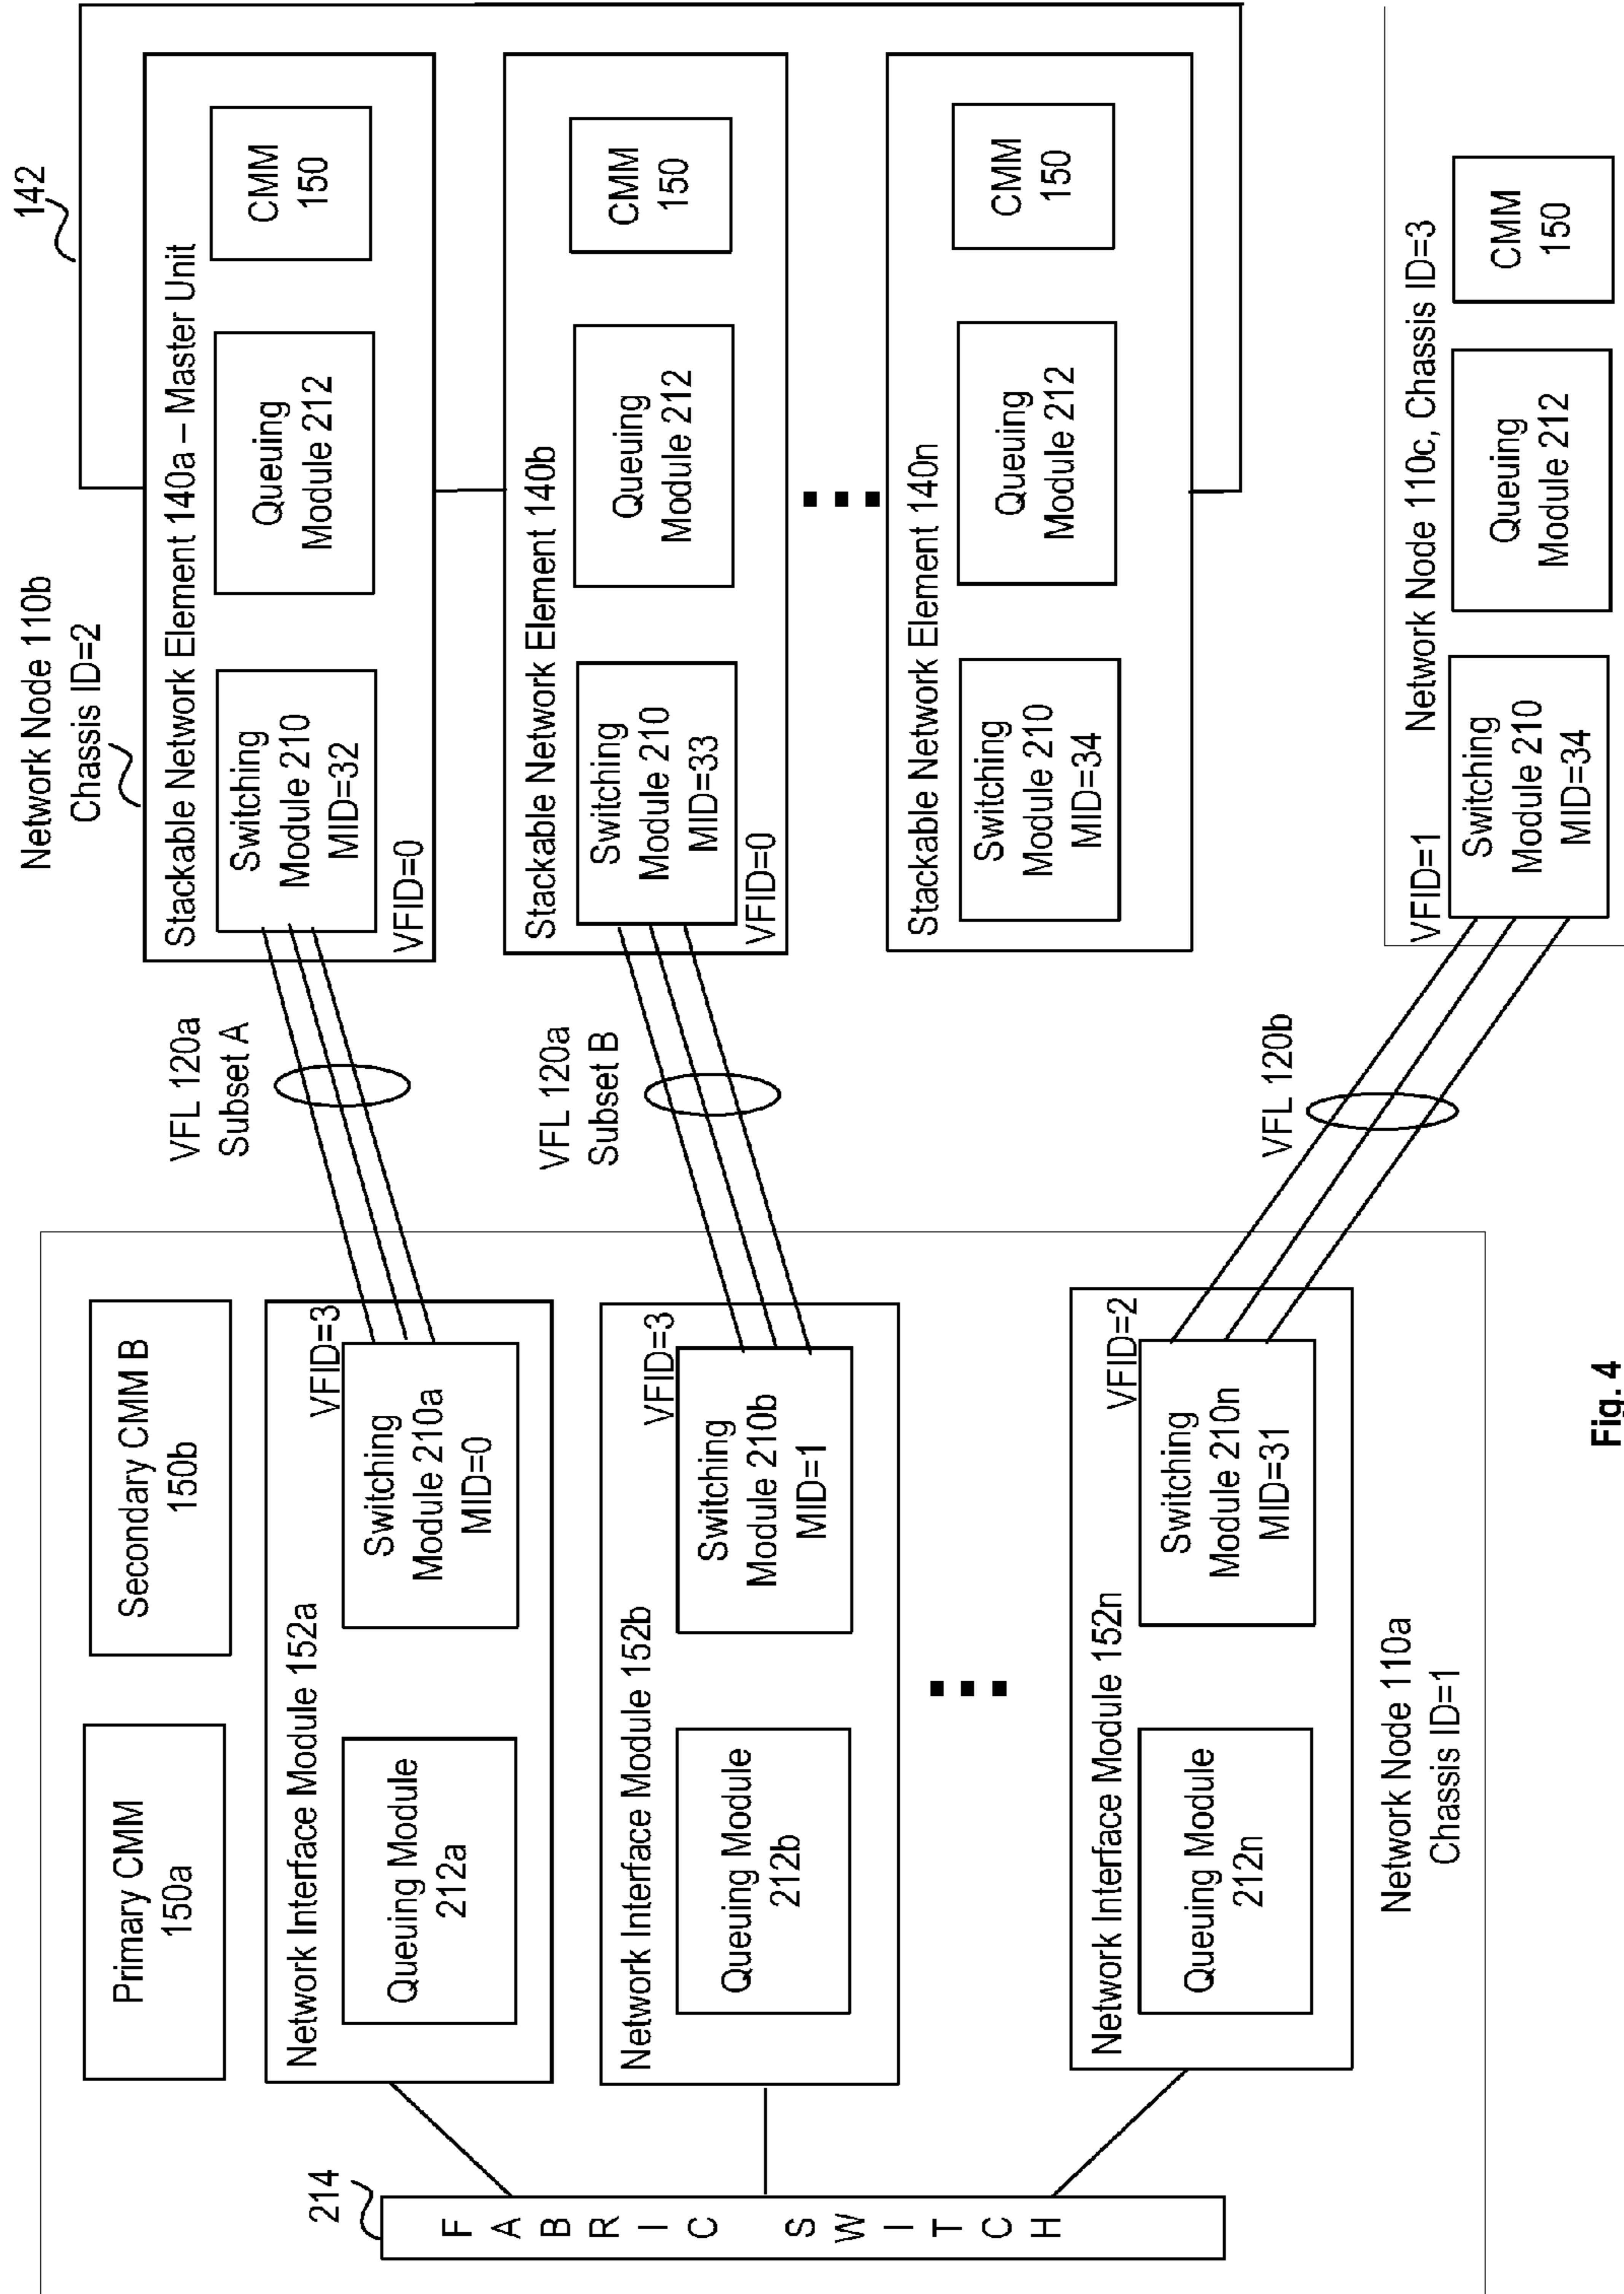 Primary CMM
150a
Secondary CMM B
150b
Network Interface Module 152a
Queuing Module
212a
VFID=3
Switching
Module 210a
MID=0
Network Interface Module 152b
Queuing Module
212b
VFID=3
Switching
Module 210b
MID=1
Network Interface Module 152n
Queuing Module
212n
VFID=2
Switching
Module 210n
MID=31
Network Node 110a
Chassis ID=1
214
FABRIC SWITCH
VFL 120a
Subset A
VFL 120a
Subset B
VFL 120b
Network Node 110b
Chassis ID=2
142
Stackable Network Element 140a – Master Unit
Switching
Module 210
MID=32
VFID=0
Queuing
Module 212
CMM
150
Stackable Network Element 140b
Switching
Module 210
MID=33
VFID=0
Queuing
Module 212
CMM
150
Stackable Network Element 140n
Switching
Module 210
MID=34
Queuing
Module 212
CMM
150
VFID=1
Network Node 110c, Chassis ID=3
Switching
Module 210
MID=34
Queuing
Module 212
CMM
150
Fig. 4